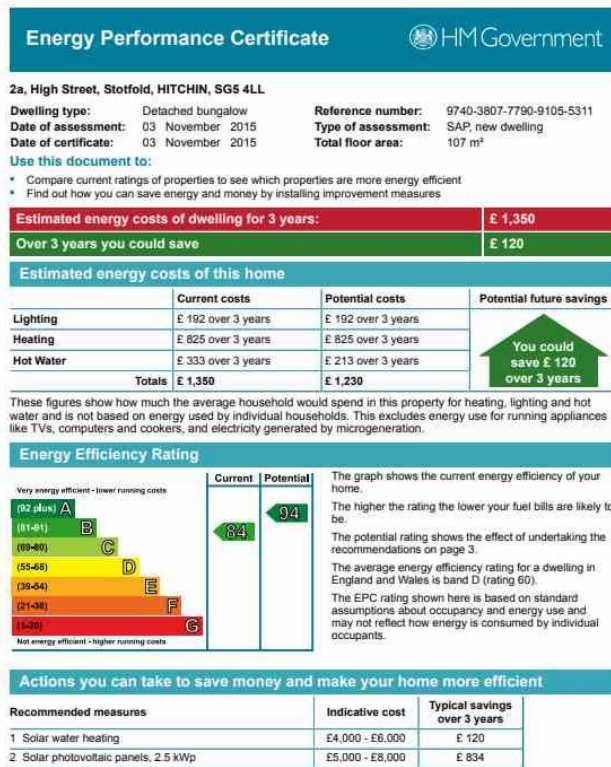 Energy Performance Certificate
HM Government
2a, High Street, Stotfold, HITCHIN, SG5 4LL
Dwelling type: Detached bungalow
Date of assessment: 03 November 2015
Date of certificate: 03 November 2015
Reference number: 9740-3807-7790-9105-5311
Type of assessment: SAP, new dwelling
Total floor area: 107 m²
Use this document to:
• Compare current ratings of properties to see which properties are more energy efficient
• Find out how you can save energy and money by installing improvement measures
Estimated energy costs of dwelling for 3 years: £ 1,350
Over 3 years you could save £ 120
Estimated energy costs of this home
Current costs Potential costs Potential future savings
Lighting £ 192 over 3 years £ 192 over 3 years
Heating £ 825 over 3 years £ 825 over 3 years
Hot Water £ 333 over 3 years £ 213 over 3 years
Totals £ 1,350 £ 1,230
You could
save £ 120
over 3 years
These figures show how much the average household would spend in this property for heating, lighting and hot
water and is not based on energy used by individual households. This excludes energy use for running appliances
like TVs, computers and cookers, and electricity generated by microgeneration.
Energy Efficiency Rating
Current Potential
Very energy efficient - lower running costs
(92 plus) A
(81-91) B
(69-80) C
(55-68) D
(39-54) E
(21-38) F
(1-20) G
Not energy efficient - higher running costs
84
94
The graph shows the current energy efficiency of your
home.
The higher the rating the lower your fuel bills are likely to
be.
The potential rating shows the effect of undertaking the
recommendations on page 3.
The average energy efficiency rating for a dwelling in
England and Wales is band D (rating 60).
The EPC rating shown here is based on standard
assumptions about occupancy and energy use and
may not reflect how energy is consumed by individual
occupants.
Actions you can take to save money and make your home more efficient
Recommended measures Indicative cost Typical savings
over 3 years
1 Solar water heating £4,000 - £6,000 £ 120
2 Solar photovoltaic panels, 2.5 kWp £5,000 - £8,000 £ 834